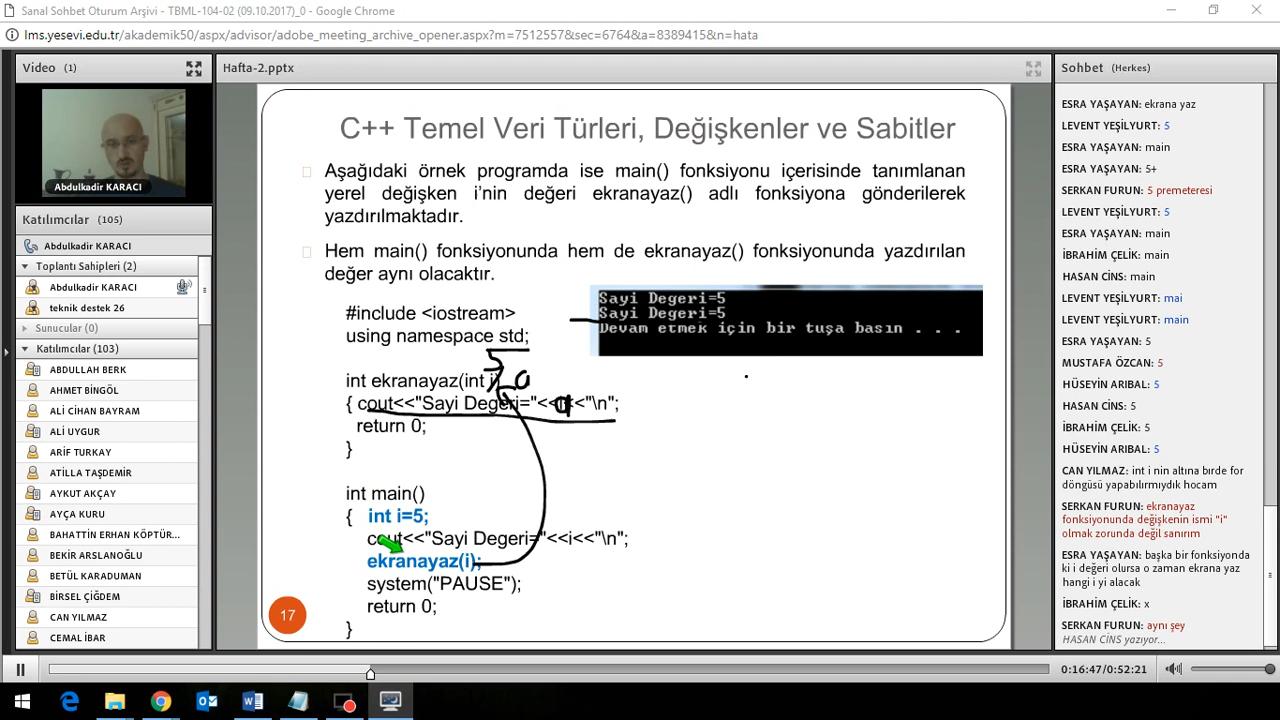 Sanal Sohbet Oturum Arşivi - TBML-104-02 (09.10.2017)_0 - Google Chrome
lms.yesevi.edu.tr/akademik50/aspx/advisor/adobe_meeting_archive_opener.aspx?m=7512557&sec=6764&a=8389415&n=hata
Video (1)
Abdulkadir KARACI
Katılımcılar (105)
Abdulkadir KARACI
Toplantı Sahipleri (2)
Abdulkadir KARACI
teknik destek 26
Sunucular (0)
Katılımcılar (103)
ABDULLAH BERK
AHMET BİNGÖL
ALİ CİHAN BAYRAM
ALİ UYGUR
ARİF TURKAY
ATİLLA TAŞDEMİR
AYKUT AKÇAY
AYÇA KURU
BAHATTİN ERHAN KÖPTÜR...
BEKİR ARSLANOĞLU
BETÜL KARADUMAN
BİRSEL ÇİĞDEM
CAN YILMAZ
CEMAL İBAR
Hafta-2.pptx
C++ Temel Veri Türleri, Değişkenler ve Sabitler
Aşağıdaki örnek programda ise main() fonksiyonu içerisinde tanımlanan
yerel değişken i’nin değeri ekranayaz() adlı fonksiyona gönderilerek
yazdırılmaktadır.
Hem main() fonksiyonunda hem de ekranayaz() fonksiyonunda yazdırılan
değer aynı olacaktır.
#include <iostream>
using namespace std;
int ekranayaz(int i) a
{ cout<<"Sayi Degeri="<<a<<"\n";
return 0;
}
int main()
{ int i=5;
cout<<"Sayi Degeri="<<i<<"\n";
ekranayaz(i);
system("PAUSE");
return 0;
}
17
Sayi Degeri=5
Sayi Degeri=5
Devam etmek için bir tuşa basın . . .
Sohbet (Herkes)
ESRA YAŞAYAN: ekrana yaz
LEVENT YEŞİLYURT: 5
ESRA YAŞAYAN: main
ESRA YAŞAYAN: 5+
SERKAN FURUN: 5 premeteresi
LEVENT YEŞİLYURT: 5
ESRA YAŞAYAN: main
İBRAHİM ÇELİK: main
HASAN CİNS: main
LEVENT YEŞİLYURT: mai
LEVENT YEŞİLYURT: main
ESRA YAŞAYAN: 5
MUSTAFA ÖZCAN: 5
HÜSEYİN ARIBAL: 5
HASAN CİNS: 5
İBRAHİM ÇELİK: 5
HÜSEYİN ARIBAL: 5
CAN YILMAZ: int i nin altına bırde for
döngüsü yapabılırmıydık hocam
SERKAN FURUN: ekranayaz
fonksiyonunda değişkenin ismi "i"
olmak zorunda değil sanırım
ESRA YAŞAYAN: başka bir fonksiyonda
ki i değeri olursa o zaman ekrana yaz
hangi i yi alacak
İBRAHİM ÇELİK: x
SERKAN FURUN: aynı şey
HASAN CİNS yazıyor...
0:16:47/0:52:21